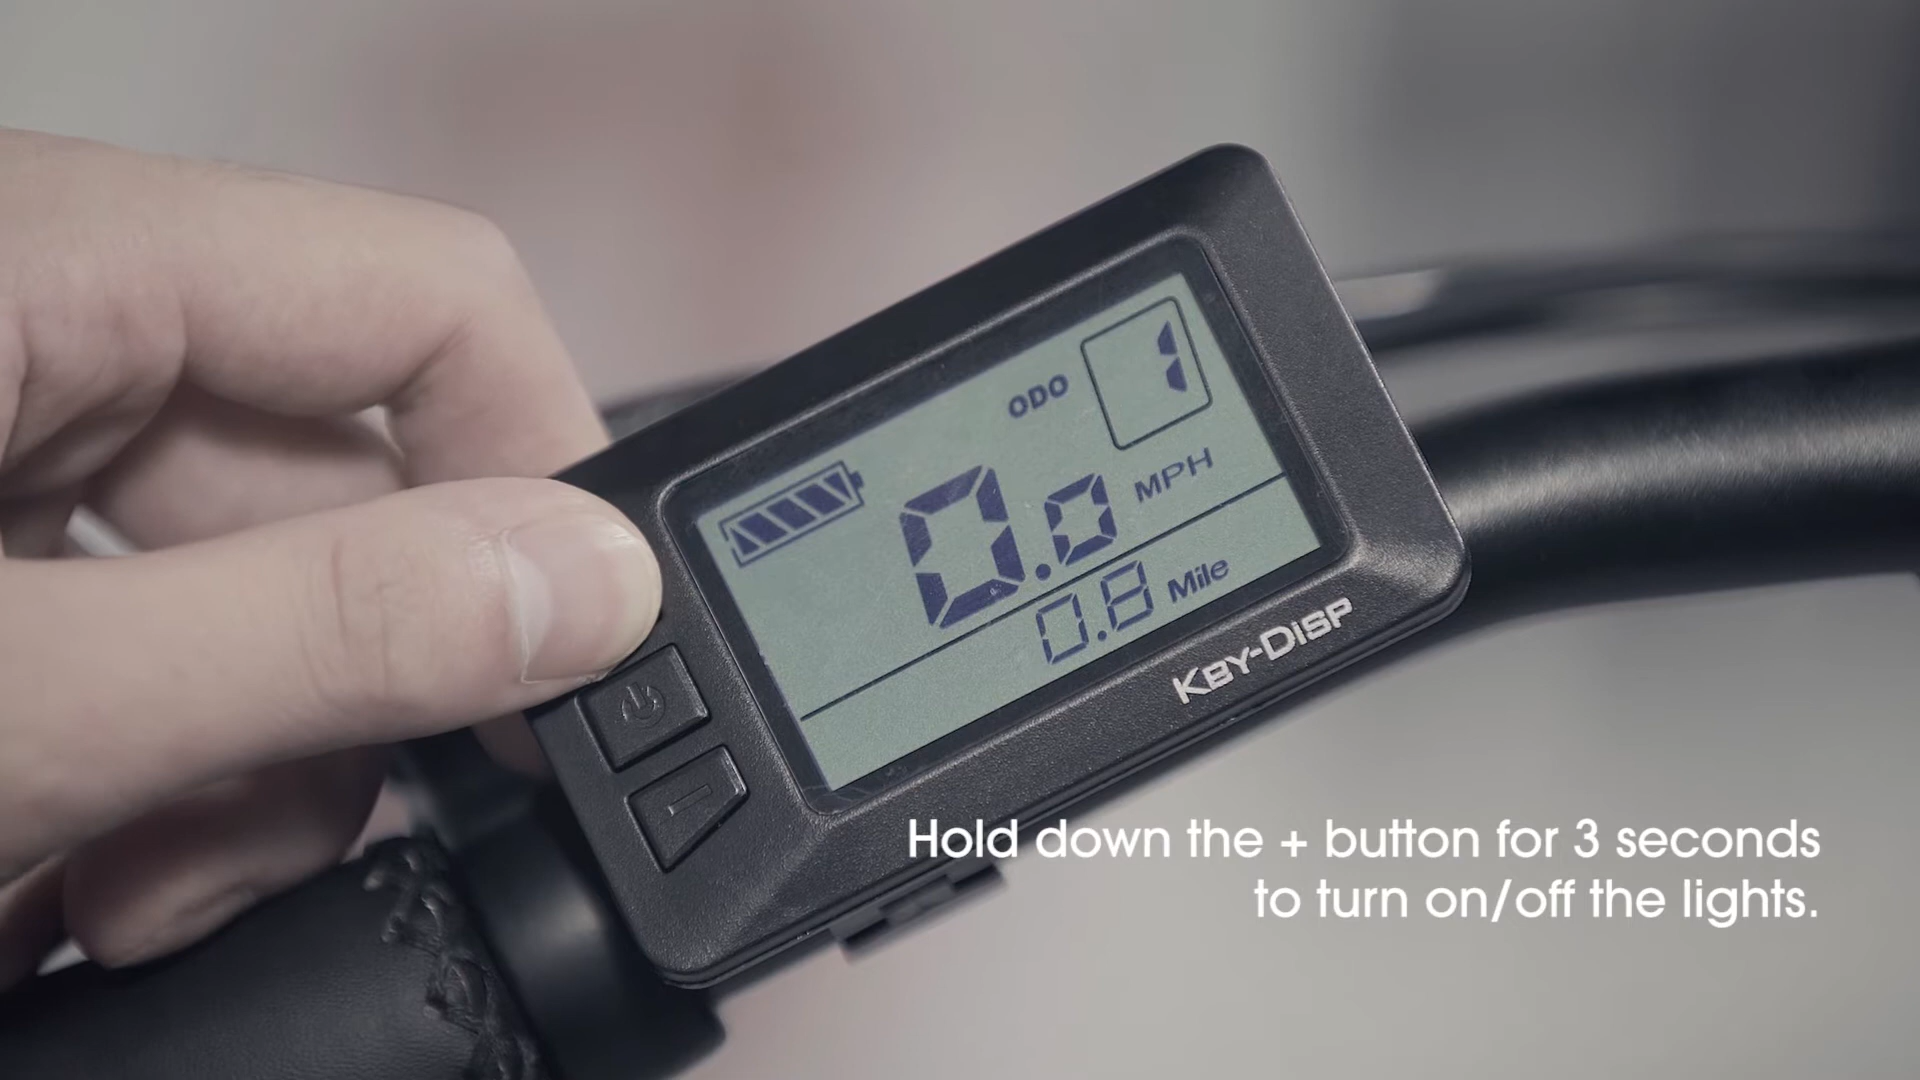 ODO 1
0.0 MPH
0.8 Mile
KEY-DISP
Hold down the + button for 3 seconds
to turn on/off the lights.